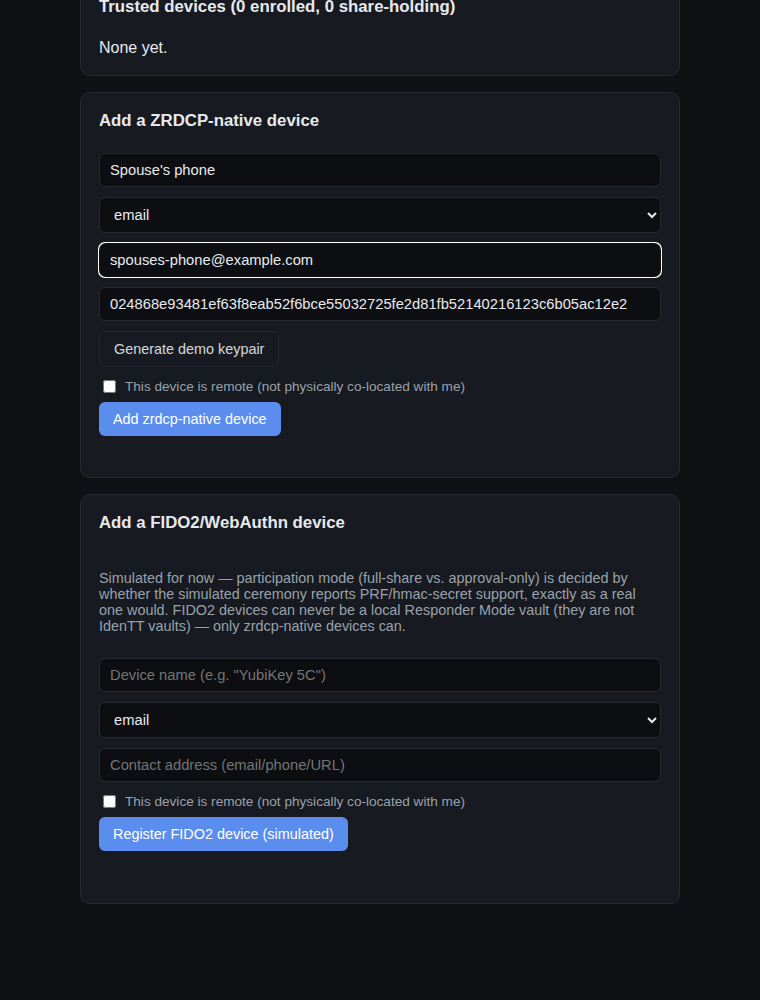 Trusted devices (0 enrolled, 0 share-holding)
None yet.
Add a ZRDCP-native device
Spouse's phone
email
spouses-phone@example.com
024868e93481ef63f8eab52f6bce55032725fe2d81fb52140216123c6b05ac12e2
Generate demo keypair
This device is remote (not physically co-located with me)
Add zrdcp-native device
Add a FIDO2/WebAuthn device
Simulated for now — participation mode (full-share vs. approval-only) is decided by
whether the simulated ceremony reports PRF/hmac-secret support, exactly as a real
one would. FIDO2 devices can never be a local Responder Mode vault (they are not
IdenTT vaults) — only zrdcp-native devices can.
Device name (e.g. "YubiKey 5C")
email
Contact address (email/phone/URL)
This device is remote (not physically co-located with me)
Register FIDO2 device (simulated)